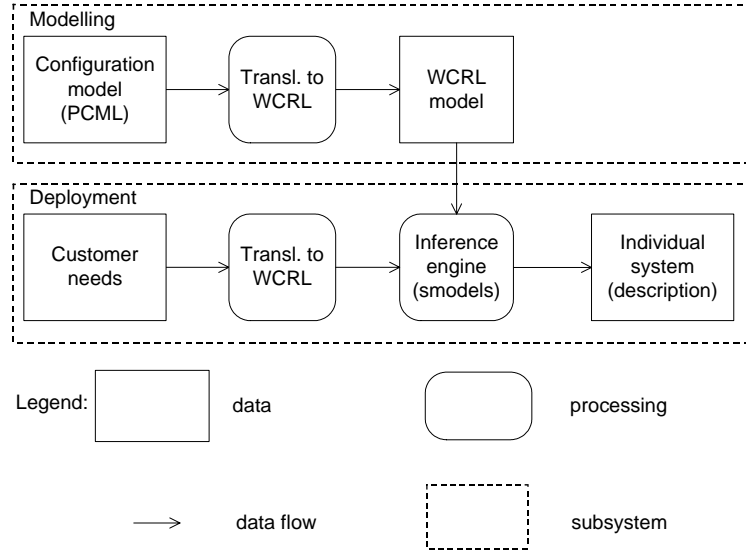 Modelling
Configuration
model
(PCML)
Transl. to
WCRL
WCRL
model
Deployment
Customer
needs
Transl. to
WCRL
Inference
engine
(smodels)
Individual
system
(description)
Legend:
data
processing
data flow
subsystem